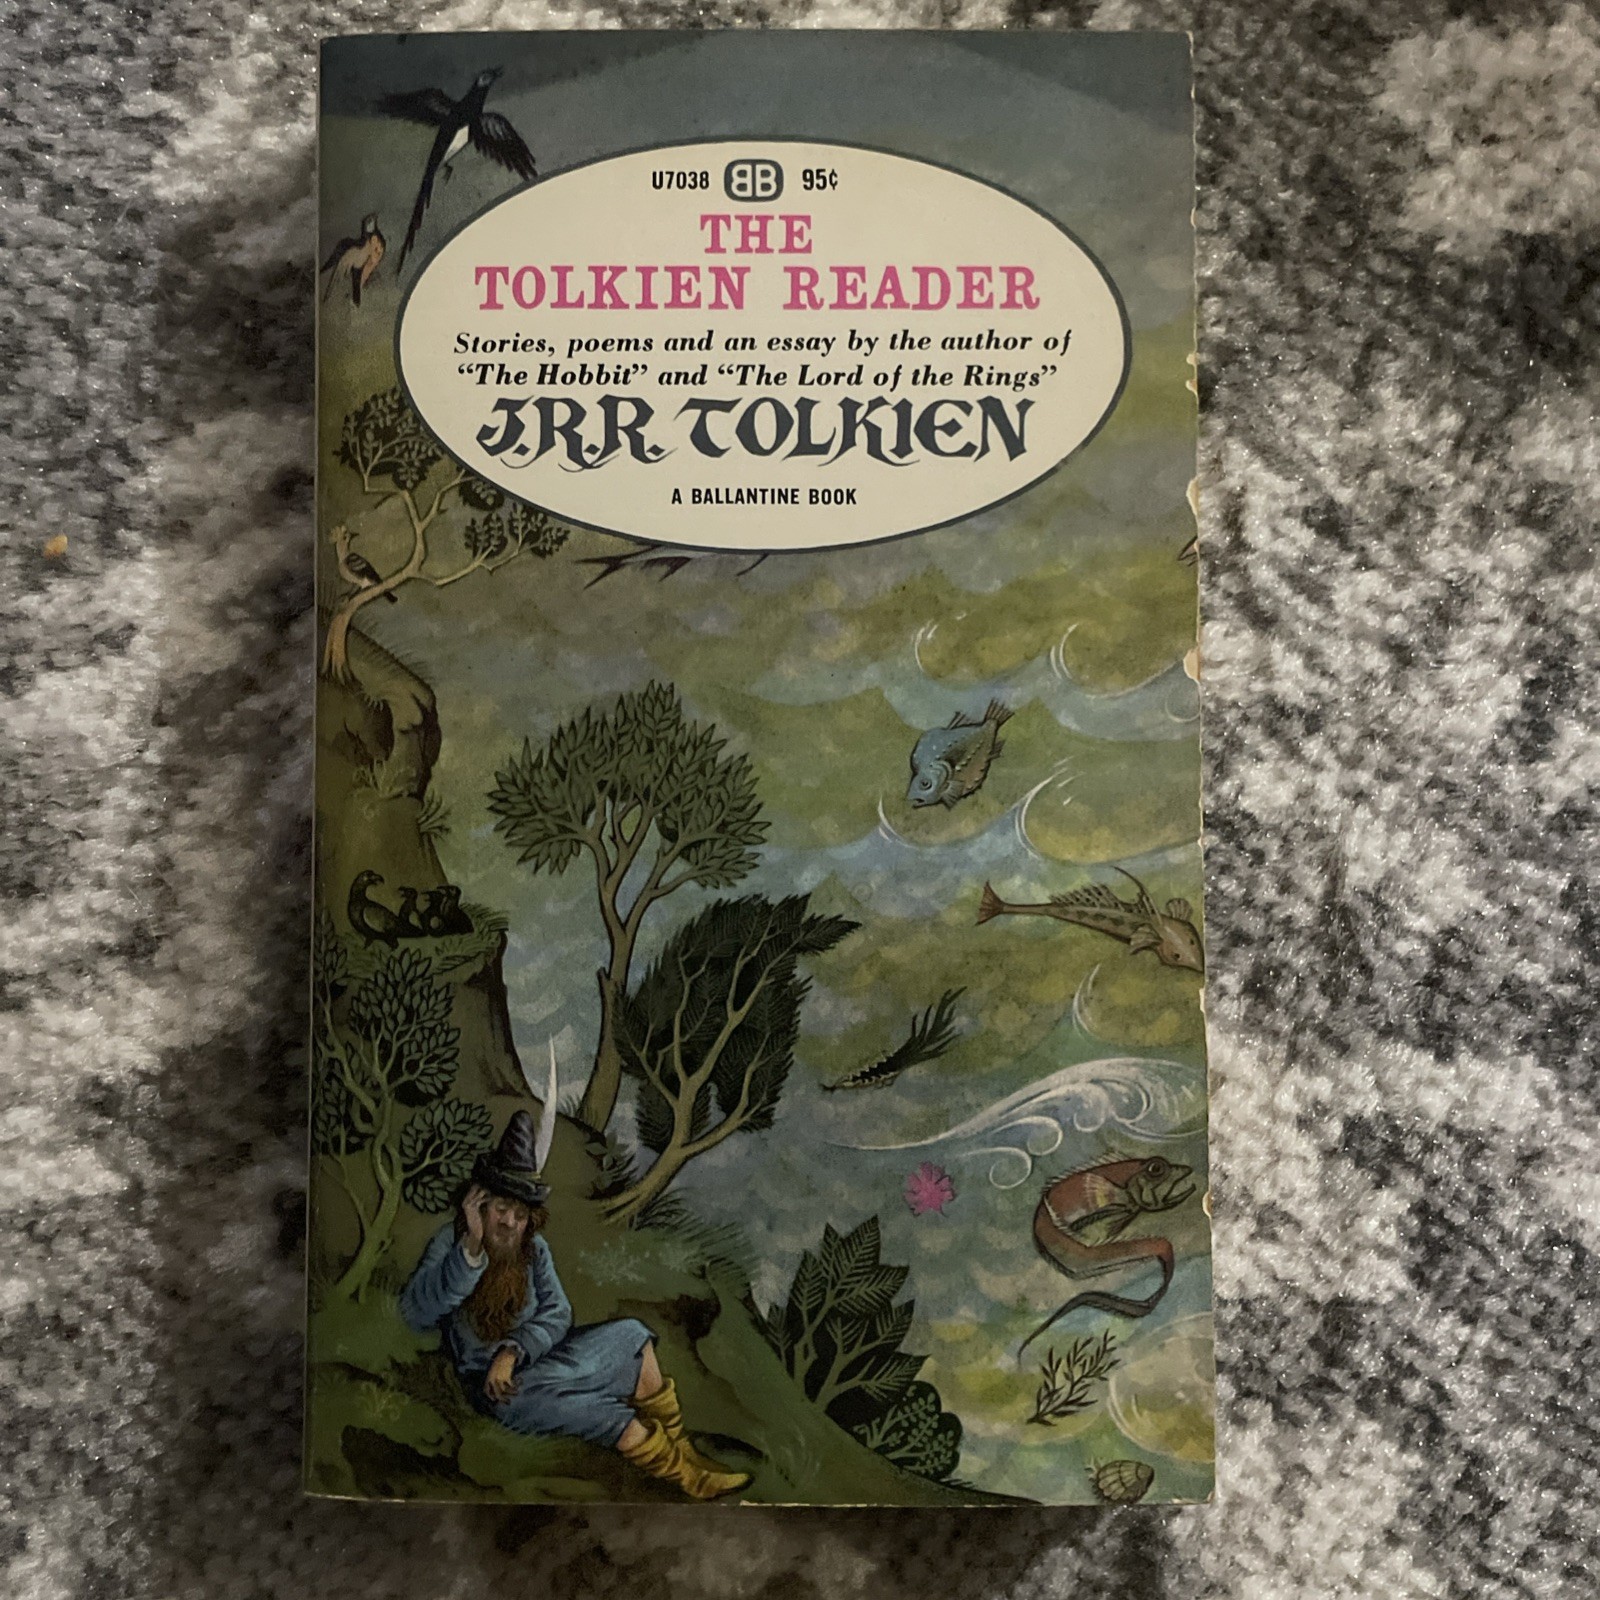 U7038 BB 95¢
THE
TOLKIEN READER
Stories, poems and an essay by the author of
“The Hobbit” and “The Lord of the Rings”
J.R.R. TOLKIEN
A BALLANTINE BOOK